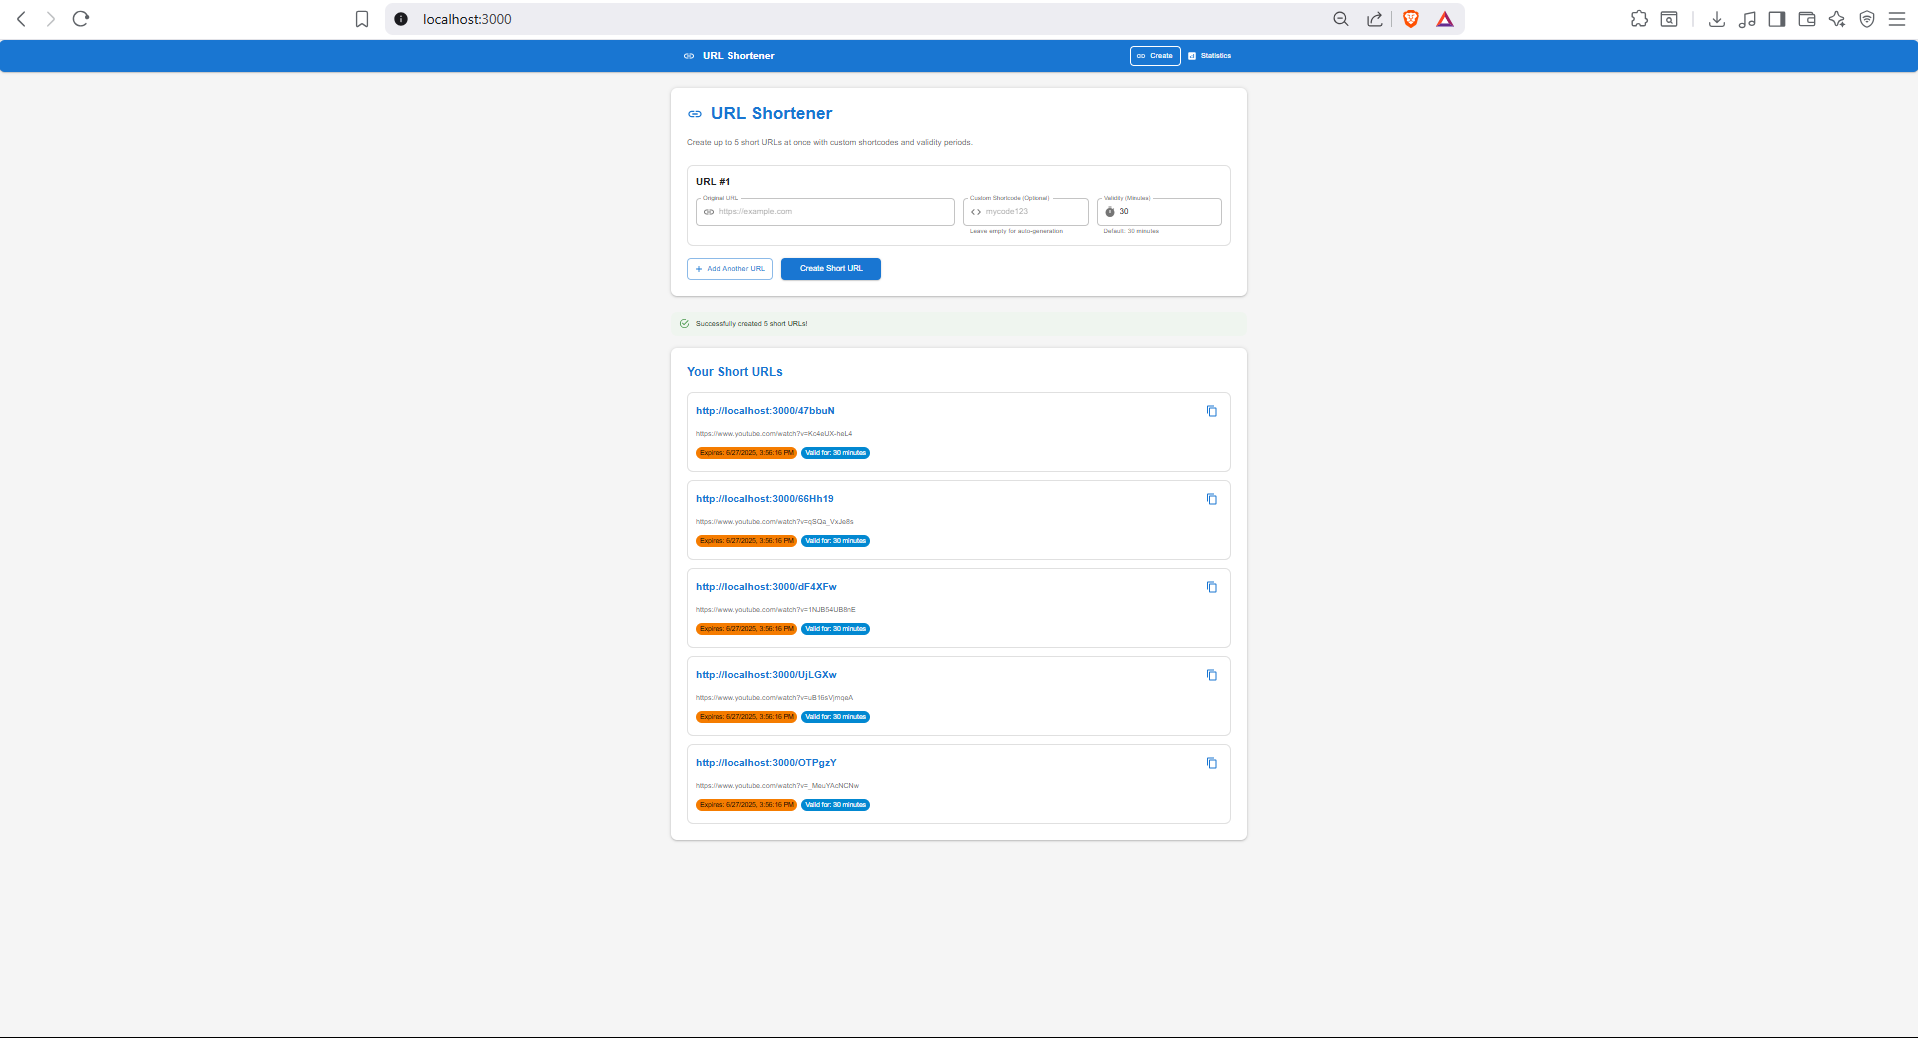 localhost:3000
URL Shortener
Create
Statistics
URL Shortener
Create up to 5 short URLs at once with custom shortcodes and validity periods.
URL #1
Original URL
https://example.com
Custom Shortcode (Optional)
mycode123
Leave empty for auto-generation
Validity (Minutes)
30
Default: 30 minutes
Add Another URL
Create Short URL
Successfully created 5 short URLs!
Your Short URLs
http://localhost:3000/47bbuN
https://www.youtube.com/watch?v=Kc4eUX-heL4
Expires: 6/27/2025, 3:56:16 PM Valid for: 30 minutes
http://localhost:3000/66Hh19
https://www.youtube.com/watch?v=qSQa_VxJe8s
Expires: 6/27/2025, 3:56:16 PM Valid for: 30 minutes
http://localhost:3000/dF4XFw
https://www.youtube.com/watch?v=1NJB54UB8nE
Expires: 6/27/2025, 3:56:16 PM Valid for: 30 minutes
http://localhost:3000/UjLGXw
https://www.youtube.com/watch?v=uB16sVjmqeA
Expires: 6/27/2025, 3:56:16 PM Valid for: 30 minutes
http://localhost:3000/OTPgzY
https://www.youtube.com/watch?v=_MeuYAcNCNw
Expires: 6/27/2025, 3:56:16 PM Valid for: 30 minutes